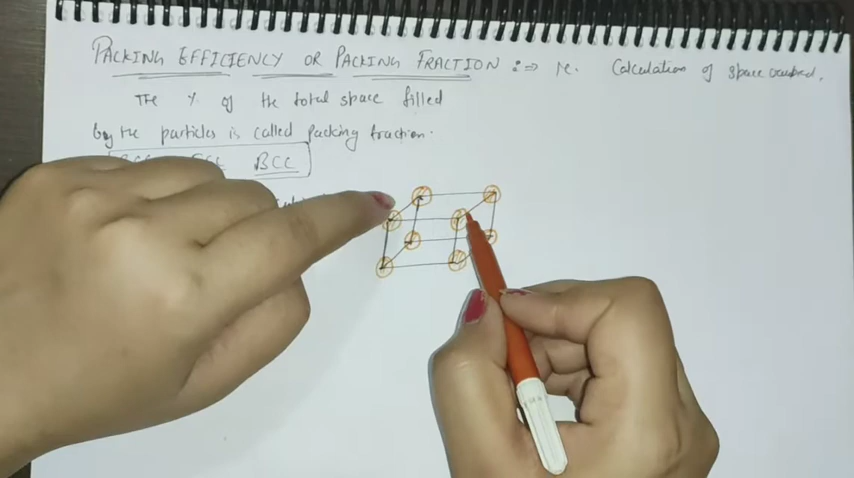 PACKING EFFICIENCY OR PACKING FRACTION :⇒ Calculation of space
The % of the total space filled
by the particles is called packing fraction.
BCC